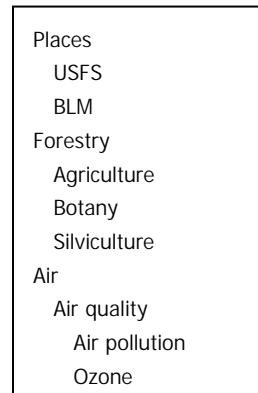 Places
USFS
BLM
Forestry
Agriculture
Botany
Silviculture
Air
Air quality
Air pollution
Ozone